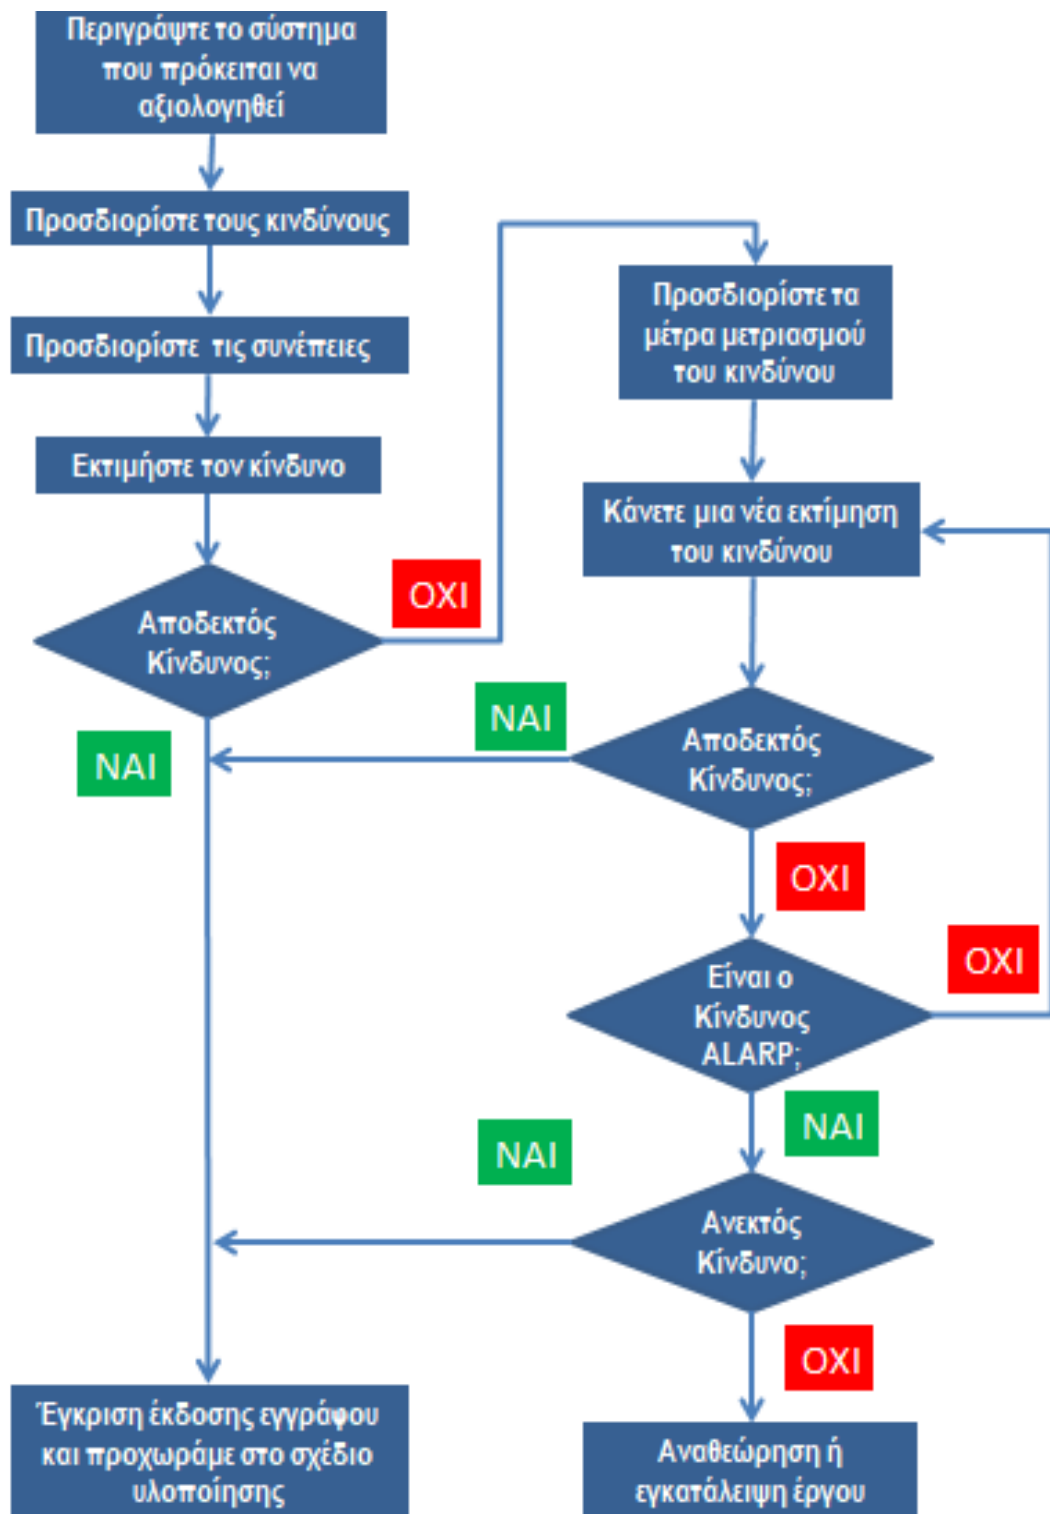 Περιγράψτε το σύστημα
που πρόκειται να
αξιολογηθεί
Προσδιορίστε τους κινδύνους
Προσδιορίστε τις συνέπειες
Εκτιμήστε τον κίνδυνο
Αποδεκτός
Κίνδυνος;
ΟΧΙ
ΝΑΙ
Προσδιορίστε τα
μέτρα μετριασμού
του κινδύνου
Κάνετε μια νέα εκτίμηση
του κινδύνου
Αποδεκτός
Κίνδυνος;
ΝΑΙ
ΟΧΙ
Είναι ο
Κίνδυνος
ALARP;
ΟΧΙ
ΝΑΙ
Ανεκτός
Κίνδυνο;
ΝΑΙ
ΟΧΙ
Έγκριση έκδοσης εγγράφου
και προχωράμε στο σχέδιο
υλοποίησης
Αναθεώρηση ή
εγκατάλειψη έργου